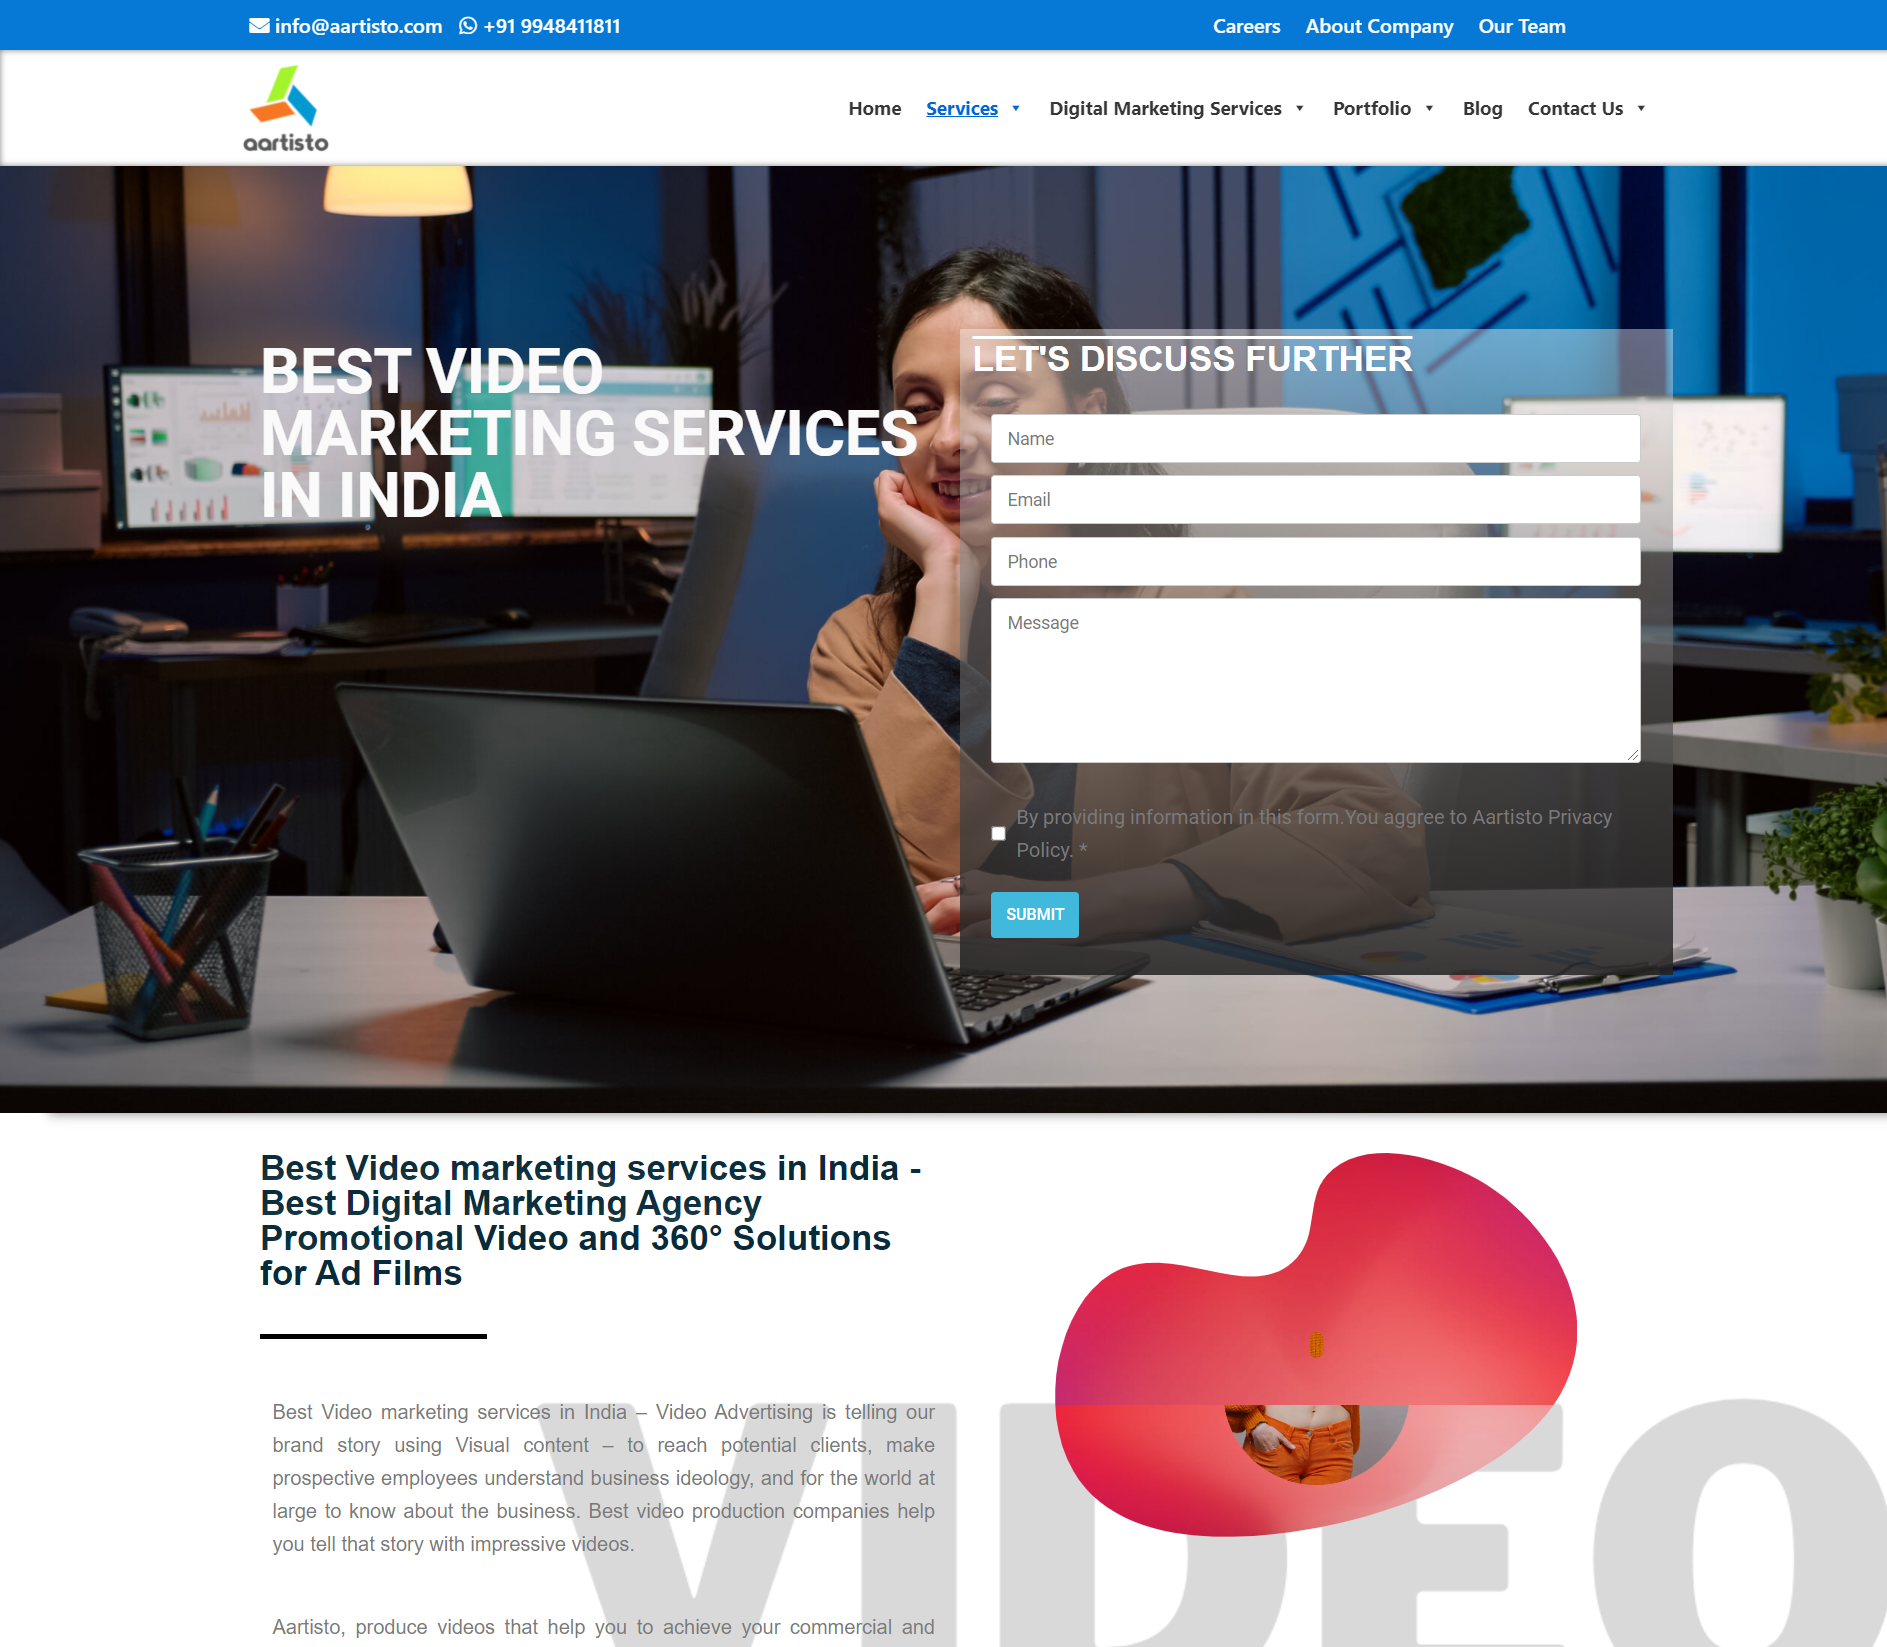 info@aartisto.com +91 9948411811 Careers About Company Our Team
aartisto
Home Services Digital Marketing Services Portfolio Blog Contact Us
BEST VIDEO
MARKETING SERVICES
IN INDIA
LET'S DISCUSS FURTHER
Name
Email
Phone
Message
By providing information in this form.You aggree to Aartisto Privacy
Policy. *
SUBMIT
Best Video marketing services in India -
Best Digital Marketing Agency
Promotional Video and 360° Solutions
for Ad Films
Best Video marketing services in India – Video Advertising is telling our
brand story using Visual content – to reach potential clients, make
prospective employees understand business ideology, and for the world at
large to know about the business. Best video production companies help
you tell that story with impressive videos.
Aartisto, produce videos that help you to achieve your commercial and
VIDEO